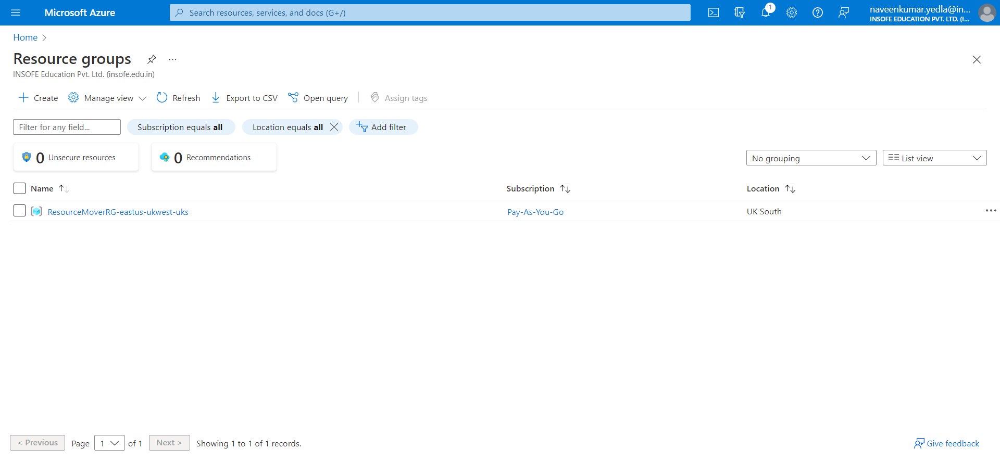 Microsoft Azure
Search resources, services, and docs (G+/)
1
naveenkumar.yedla@in...
INSOFE EDUCATION PVT. LTD. (I...
Home
Resource groups
...
INSOFE Education Pvt. Ltd. (insofe.edu.in)
Create
Manage view
Refresh
Export to CSV
Open query
Assign tags
Filter for any field...
Subscription equals all
Location equals all
Add filter
0 Unsecure resources
0 Recommendations
No grouping
List view
Name
Subscription
Location
ResourceMoverRG-eastus-ukwest-uks
Pay-As-You-Go
UK South
< Previous
Page 1 of 1
Next >
Showing 1 to 1 of 1 records.
Give feedback